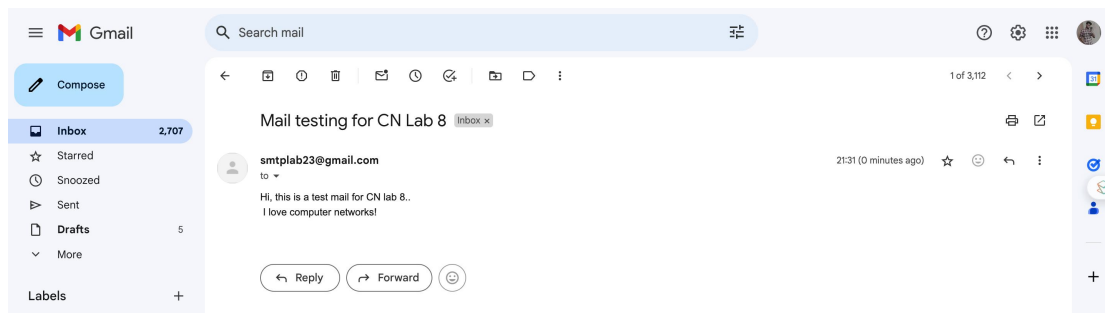 Gmail
Search mail
Compose
1 of 3,112
31
Inbox 2,707
Starred
Snoozed
Sent
Drafts 5
More
Labels
Mail testing for CN Lab 8 Inbox ×
smtplab23@gmail.com 21:31 (0 minutes ago)
to
Hi, this is a test mail for CN lab 8..
I love computer networks!
Reply Forward